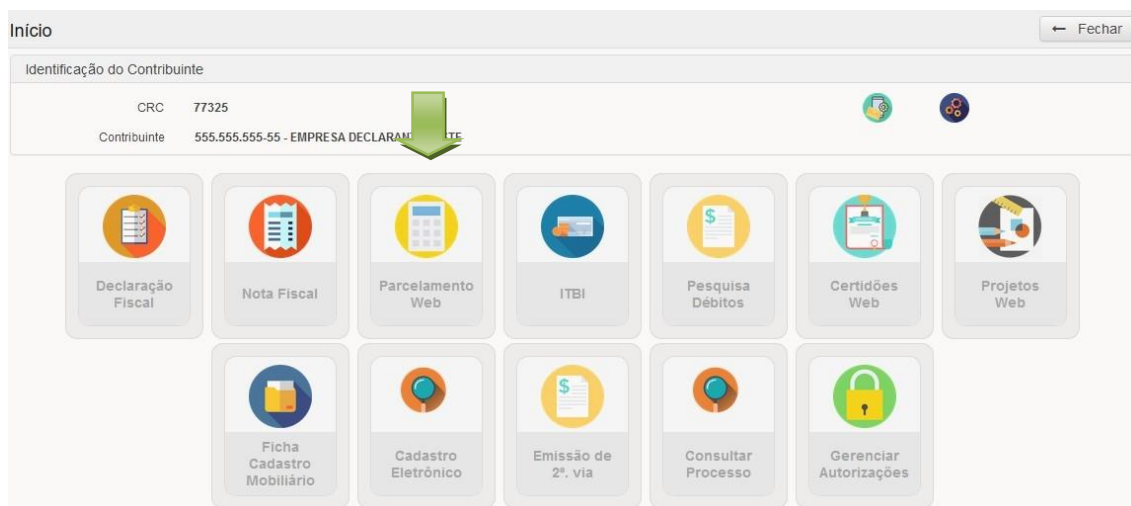 Início
← Fechar
Identificação do Contribuinte
CRC 77325
Contribuinte 555.555.555-55 - EMPRESA
Declaração
Fiscal
Nota Fiscal
Parcelamento
Web
ITBI
Pesquisa
Débitos
Certidões
Web
Projetos
Web
Ficha
Cadastro
Mobiliário
Cadastro
Eletrônico
Emissão de
2ª. via
Consultar
Processo
Gerenciar
Autorizações